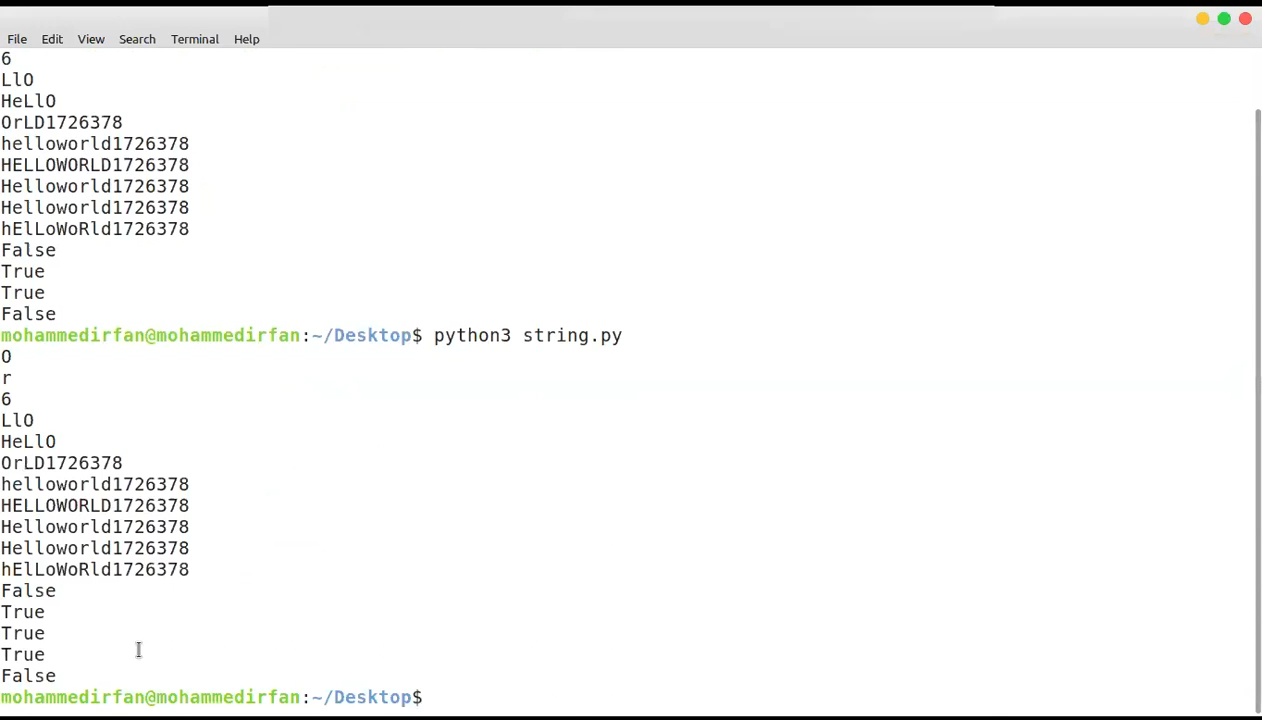 File Edit View Search Terminal Help
6
LlO
HeLlO
OrLD1726378
helloworld1726378
HELLOWORLD1726378
Helloworld1726378
Helloworld1726378
hElLoWoRld1726378
False
True
True
False
mohammedirfan@mohammedirfan:~/Desktop$ python3 string.py
O
r
6
LlO
HeLlO
OrLD1726378
helloworld1726378
HELLOWORLD1726378
Helloworld1726378
Helloworld1726378
hElLoWoRld1726378
False
True
True
True
False
mohammedirfan@mohammedirfan:~/Desktop$